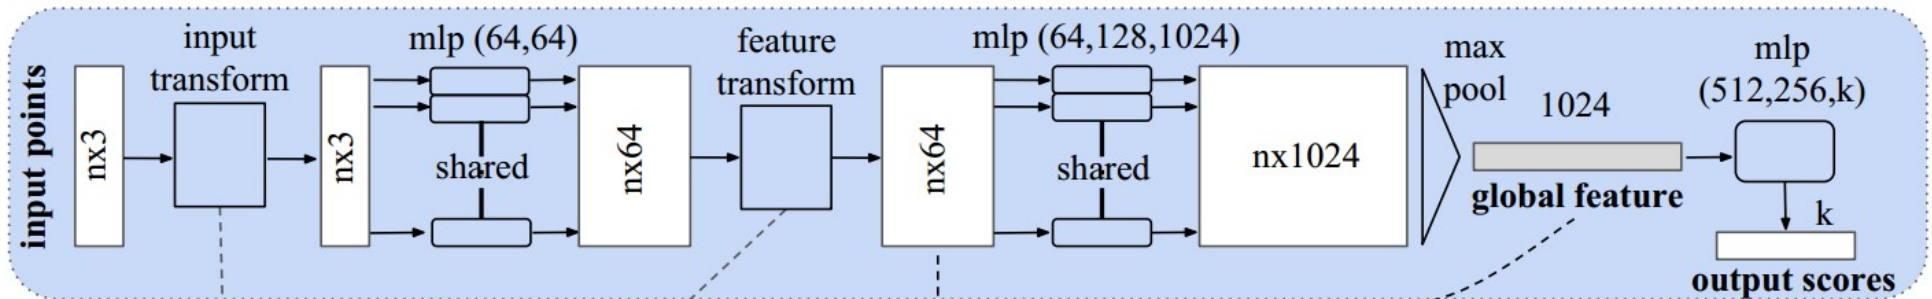 input points
nx3
input
transform
nx3
mlp (64,64)
shared
nx64
feature
transform
nx64
mlp (64,128,1024)
shared
nx1024
max
pool
1024
global feature
mlp
(512,256,k)
k
output scores